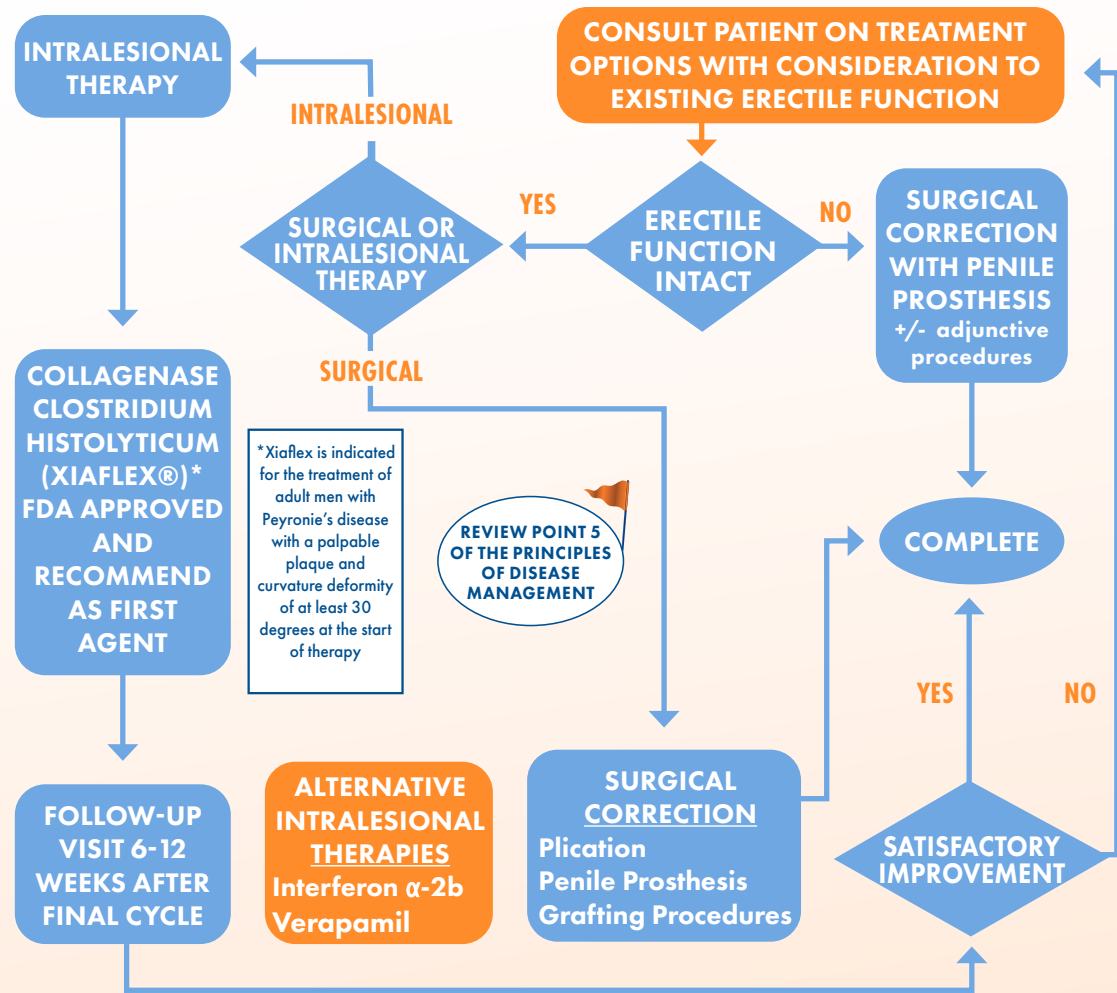 INTRALESIONAL
THERAPY
CONSULT PATIENT ON TREATMENT
OPTIONS WITH CONSIDERATION TO
EXISTING ERECTILE FUNCTION
INTRALESIONAL
SURGICAL OR
INTRALESIONAL
THERAPY
YES
ERECTILE
FUNCTION
INTACT
NO
SURGICAL
CORRECTION
WITH PENILE
PROSTHESIS
+/- adjunctive
procedures
SURGICAL
COLLAGENASE
CLOSTRIDIUM
HISTOLYTICUM
(XIAFLEX®)*
FDA APPROVED
AND
RECOMMEND
AS FIRST
AGENT
*Xiaflex is indicated
for the treatment of
adult men with
Peyronie's disease
with a palpable
plaque and
curvature deformity
of at least 30
degrees at the start
of therapy
REVIEW POINT 5
OF THE PRINCIPLES
OF DISEASE
MANAGEMENT
COMPLETE
YES
NO
FOLLOW-UP
VISIT 6-12
WEEKS AFTER
FINAL CYCLE
ALTERNATIVE
INTRALESIONAL
THERAPIES
Interferon α-2b
Verapamil
SURGICAL
CORRECTION
Plication
Penile Prosthesis
Grafting Procedures
SATISFACTORY
IMPROVEMENT